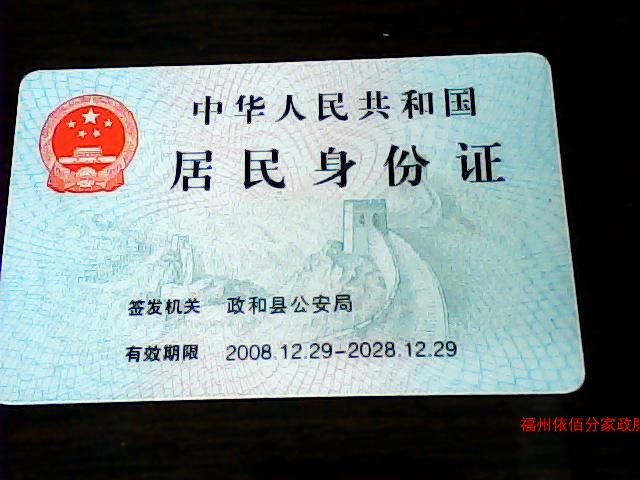 中华人民共和国
居民身份证
签发机关 政和县公安局
有效期限 2008.12.29-2028.12.29
福州依佰分家政服